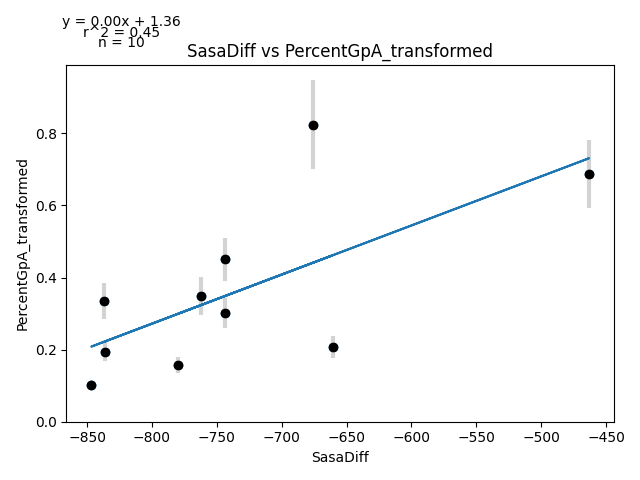 y = 0.00x + 1.36
r^2 = 0.45
n = 10
SasaDiff vs PercentGpA_transformed
PercentGpA_transformed
0.8
0.6
0.4
0.2
0.0
−850 −800 −750 −700 −650 −600 −550 −500 −450
SasaDiff